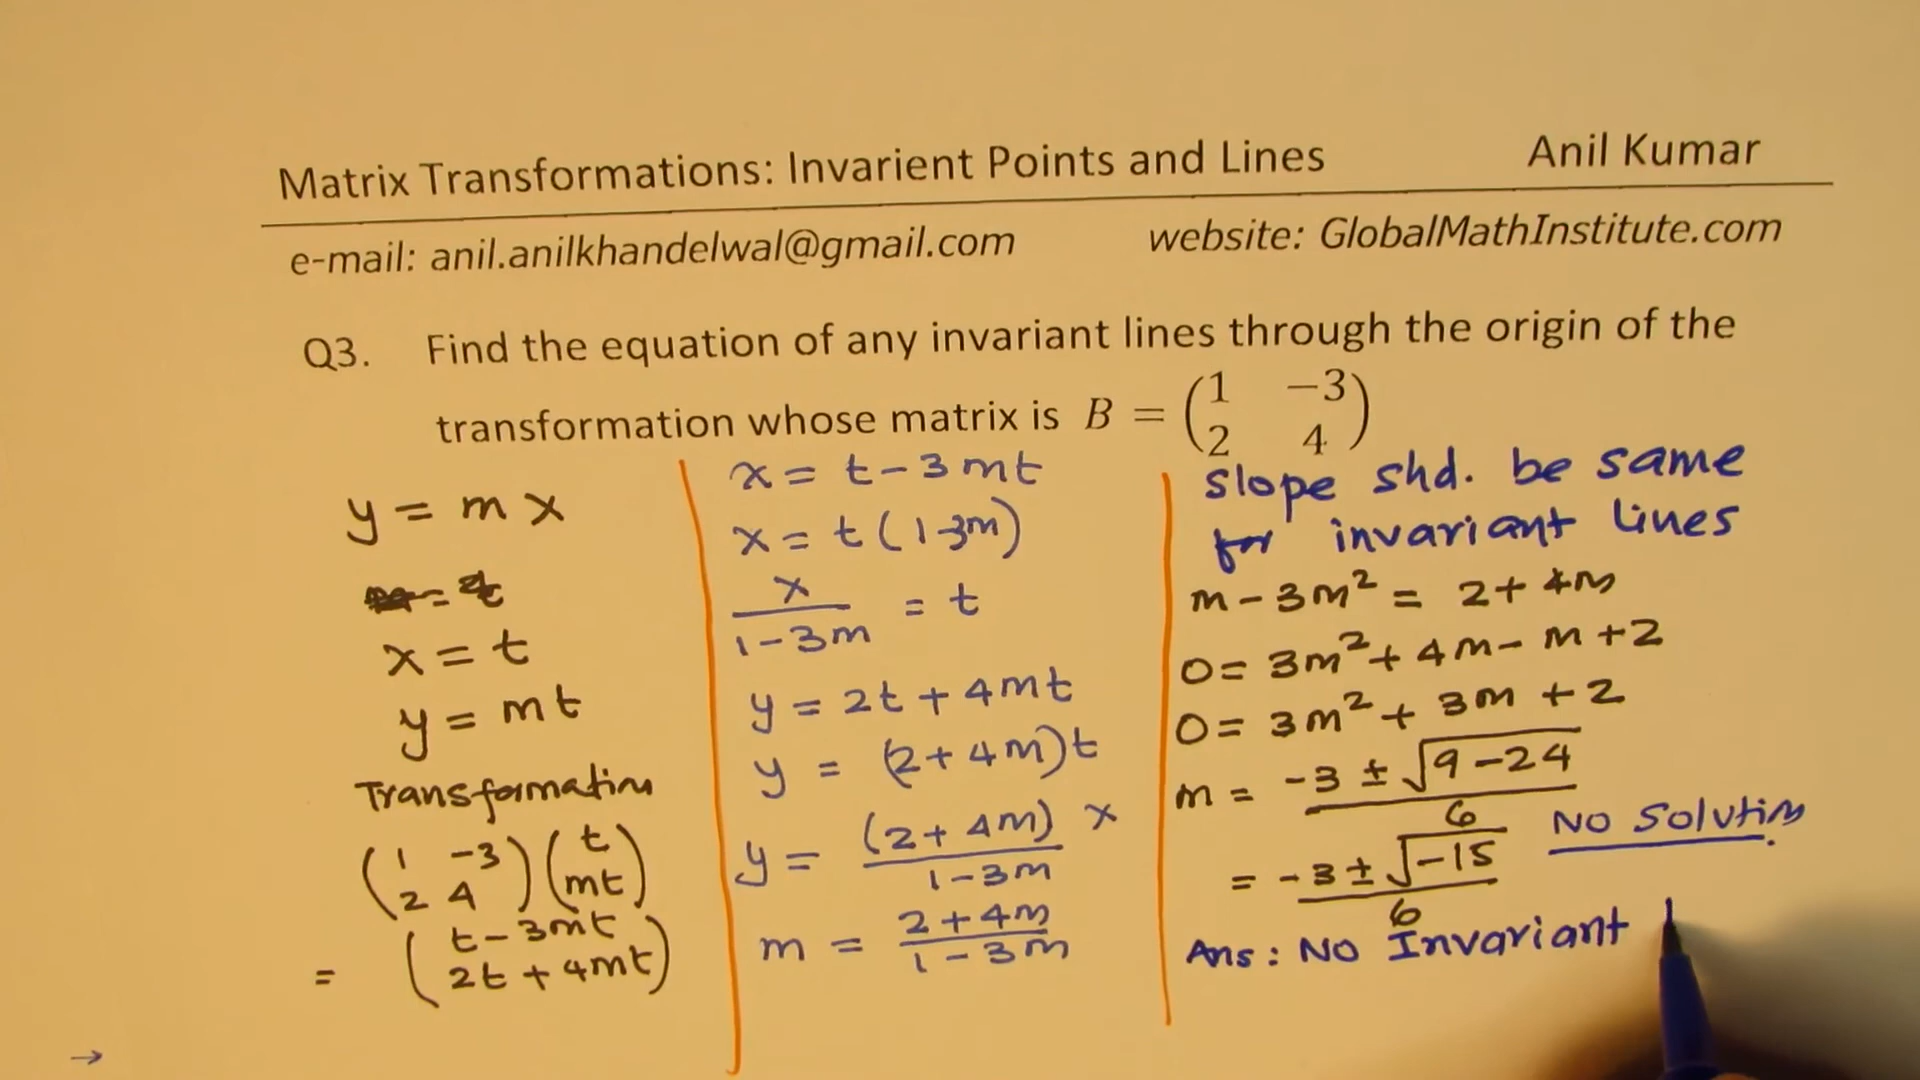 Matrix Transformations: Invarient Points and Lines Anil Kumar
e-mail: anil.anilkhandelwal@gmail.com website: GlobalMathInstitute.com
Q3. Find the equation of any invariant lines through the origin of the
transformation whose matrix is B = (1 -3
2 4)
y = m x
= t
x = t
y = mt
Transformation
(1 -3) (t)
(2 4) (mt)
= (t - 3mt)
(2t + 4mt)
→
x = t - 3mt
x = t (1-3m)
x/(1-3m) = t
y = 2t + 4mt
y = (2+4m)t
y = (2+4m)/(1-3m) x
m = (2+4m)/(1-3m)
slope shd. be same
for invariant lines
m - 3m² = 2+4m
0 = 3m² + 4m - m + 2
0 = 3m² + 3m + 2
m = (-3 ± √(9-24))/6
No Solution.
= (-3 ± √(-15))/6
Ans: No Invariant